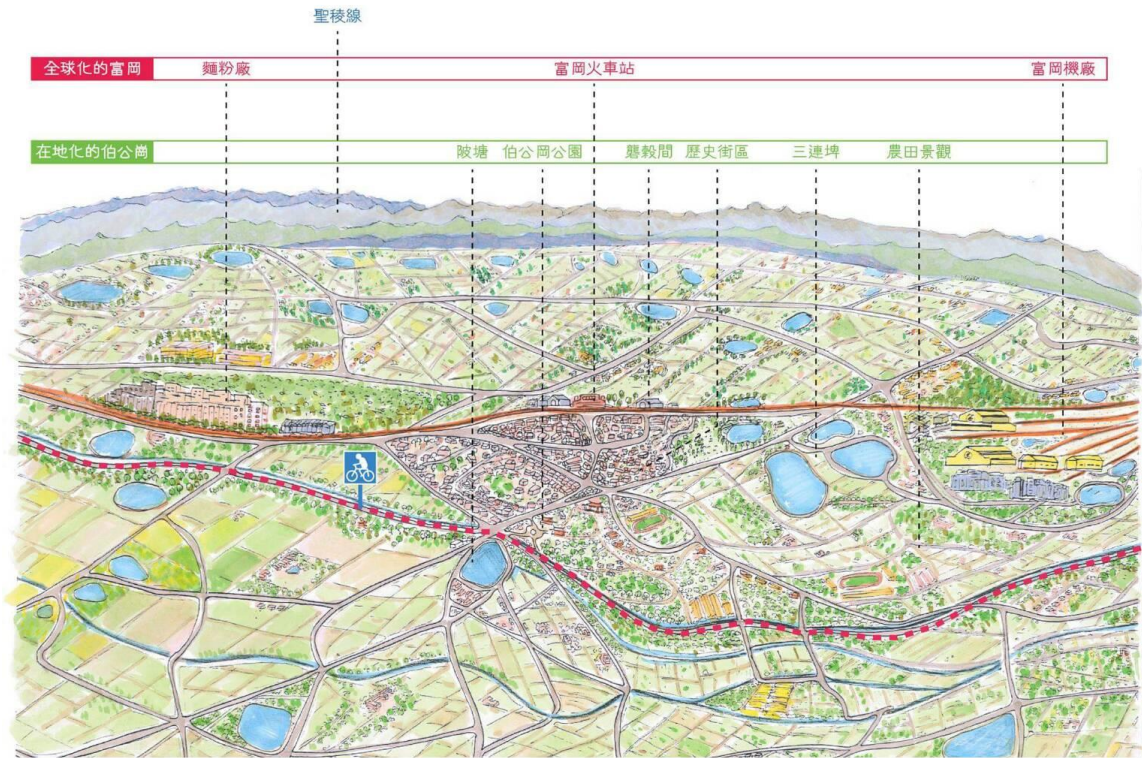 聖稜線
全球化的富岡 麵粉廠 富岡火車站 富岡機廠
在地化的伯公崗 陂塘 伯公岡公園 礱穀間 歷史街區 三連埤 農田景觀